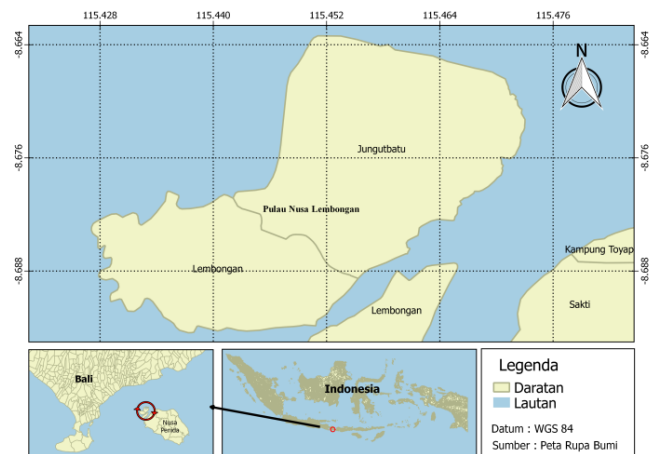 115.428 115.440 115.452 115.464 115.476
-8.664 -8.664
N
Jungutbatu
-8.676 -8.676
Pulau Nusa Lembongan
Kampung Toyap
Lembongan
-8.688 -8.688
Lembongan
Sakti
Bali
Nusa
Penida
Indonesia
Legenda
Daratan
Lautan
Datum : WGS 84
Sumber : Peta Rupa Bumi